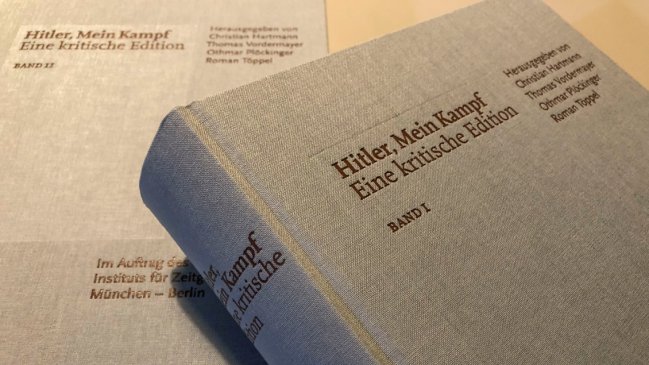 Hitler, Mein Kampf
Eine kritische Edition
BAND II
Herausgegeben von
Christian Hartmann
Thomas Vordermayer
Othmar Plöckinger
Roman Töppel
Im Auftrag des
Instituts für
München – Berlin
Hitler, Mein Kampf
Eine kritische Edition
BAND I
Herausgegeben von
Christian Hartmann
Thomas Vordermayer
Othmar Plöckinger
Roman Töppel
Kampf
kritische
Edition